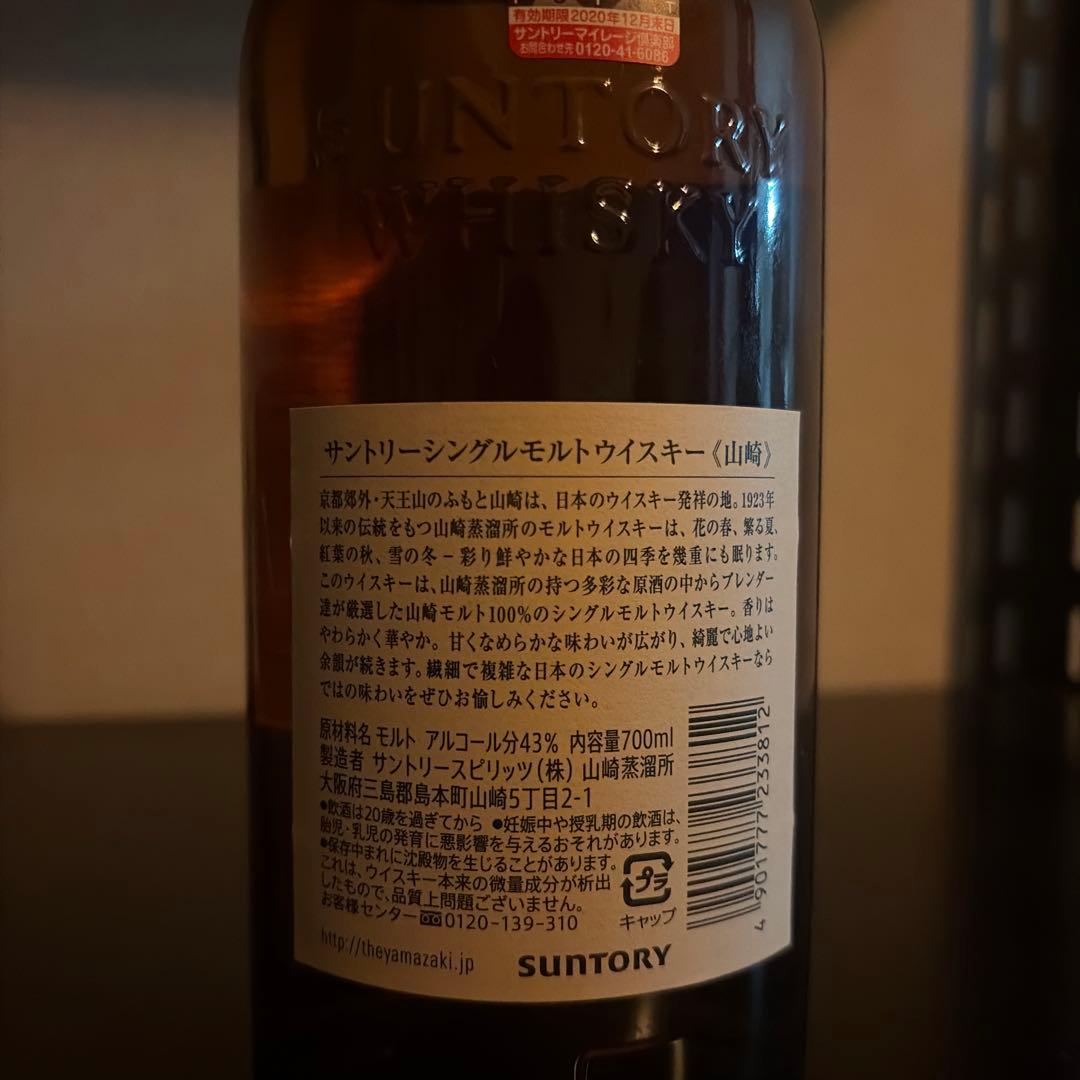 有効期限2020年12月末日
サントリーマイレージ倶楽部
お問合わせ先0120-41-6086
SUNTORY
WHISKY
サントリーシングルモルトウイスキー《山崎》
京都郊外・天王山のふもと山崎は、日本のウイスキー発祥の地。1923年
以来の伝統をもつ山崎蒸溜所のモルトウイスキーは、花の春、繁る夏、
紅葉の秋、雪の冬－彩り鮮やかな日本の四季を幾重にも眠ります。
このウイスキーは、山崎蒸溜所の持つ多彩な原酒の中からブレンダー
達が厳選した山崎モルト100%のシングルモルトウイスキー。香りは
やわらかく華やか。甘くなめらかな味わいが広がり、綺麗で心地よい
余韻が続きます。繊細で複雑な日本のシングルモルトウイスキーなら
ではの味わいをぜひお愉しみください。
原材料名 モルト アルコール分43% 内容量700ml
製造者 サントリースピリッツ(株) 山崎蒸溜所
大阪府三島郡島本町山崎5丁目2-1
●飲酒は20歳を過ぎてから ●妊娠中や授乳期の飲酒は、
胎児・乳児の発育に悪影響を与えるおそれがあります。
●保存中まれに沈殿物を生じることがあります。
これは、ウイスキー本来の微量成分が析出
したもので、品質上問題ございません。
お客様センター 0120-139-310
プラ
キャップ
4 901777 233812
http://theyamazaki.jp
SUNTORY